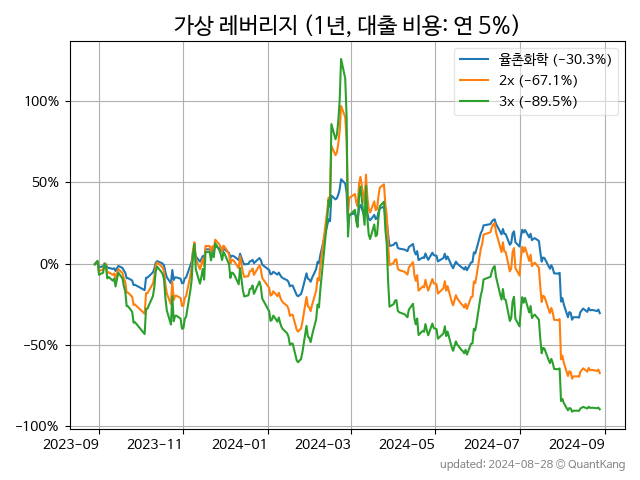 가상 레버리지 (1년, 대출 비용: 연 5%)
율촌화학 (−30.3%)
2x (−67.1%)
3x (−89.5%)
100%
50%
0%
−50%
−100%
2023-09 2023-11 2024-01 2024-03 2024-05 2024-07 2024-09
updated: 2024-08-28 © QuantKang